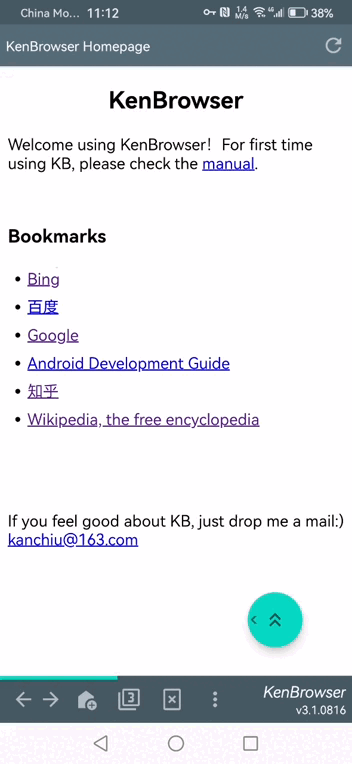 China Mo... 11:12 1.4 M/s 4G 38%
KenBrowser Homepage
KenBrowser
Welcome using KenBrowser！For first time
using KB, please check the manual.
Bookmarks
• Bing
• 百度
• Google
• Android Development Guide
• 知乎
• Wikipedia, the free encyclopedia
If you feel good about KB, just drop me a mail:)
kanchiu@163.com
3
KenBrowser
v3.1.0816